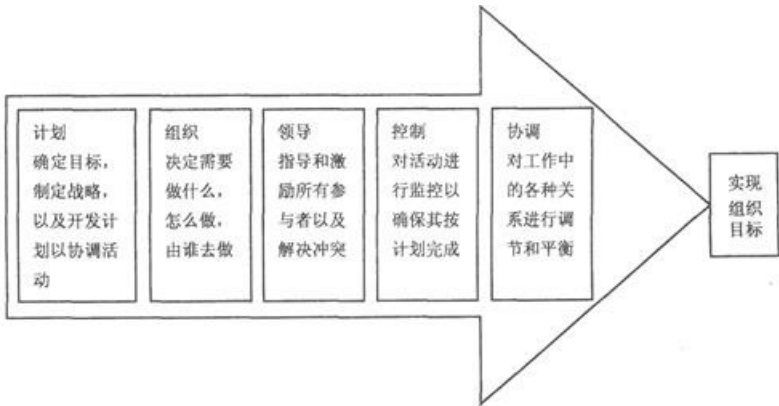 计划
确定目标，
制定战略，
以及开发计
划以协调活
动
组织
决定需要
做什么，
怎么做，
由谁去做
领导
指导和激
励所有参
与者以及
解决冲突
控制
对活动进
行监控以
确保其按
计划完成
协调
对工作中
的各种关
系进行调
节和平衡
实现
组织
目标